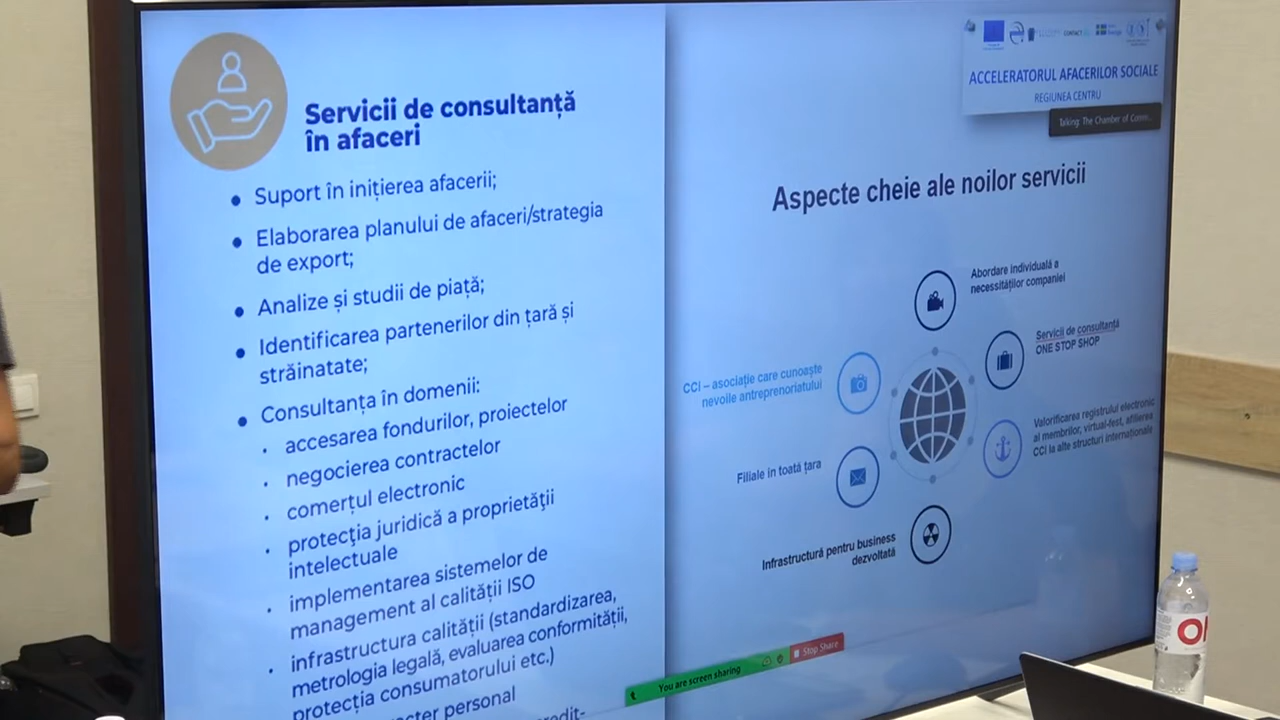 Servicii de consultanță
în afaceri
Suport în inițierea afacerii;
Elaborarea planului de afaceri/strategia
de export;
Analize și studii de piață;
Identificarea partenerilor din țară și
străinatate;
Consultanța în domenii:
accesarea fondurilor, proiectelor
negocierea contractelor
comerțul electronic
protecţia juridică a proprietăţii
intelectuale
implementarea sistemelor de
management al calității ISO
infrastructura calității (standardizarea,
metrologia legală, evaluarea conformității,
protecția consumatorului etc.)
personal
ACCELERATORUL AFACERILOR SOCIALE
REGIUNEA CENTRU
Talking: The Chamber of Comm...
Aspecte cheie ale noilor servicii
Abordare individuală a
necesităților companiei
Servicii de consultanță
ONE STOP SHOP
Valorificarea registrului electronic
al membrilor, virtual-fest, afilierea
CCI la alte structuri internationale
CCI – asociație care cunoaște
nevoile antreprenoriatului
Filiale in toată țara
Infrastructură pentru business
dezvoltată
You are screen sharing
Stop Share